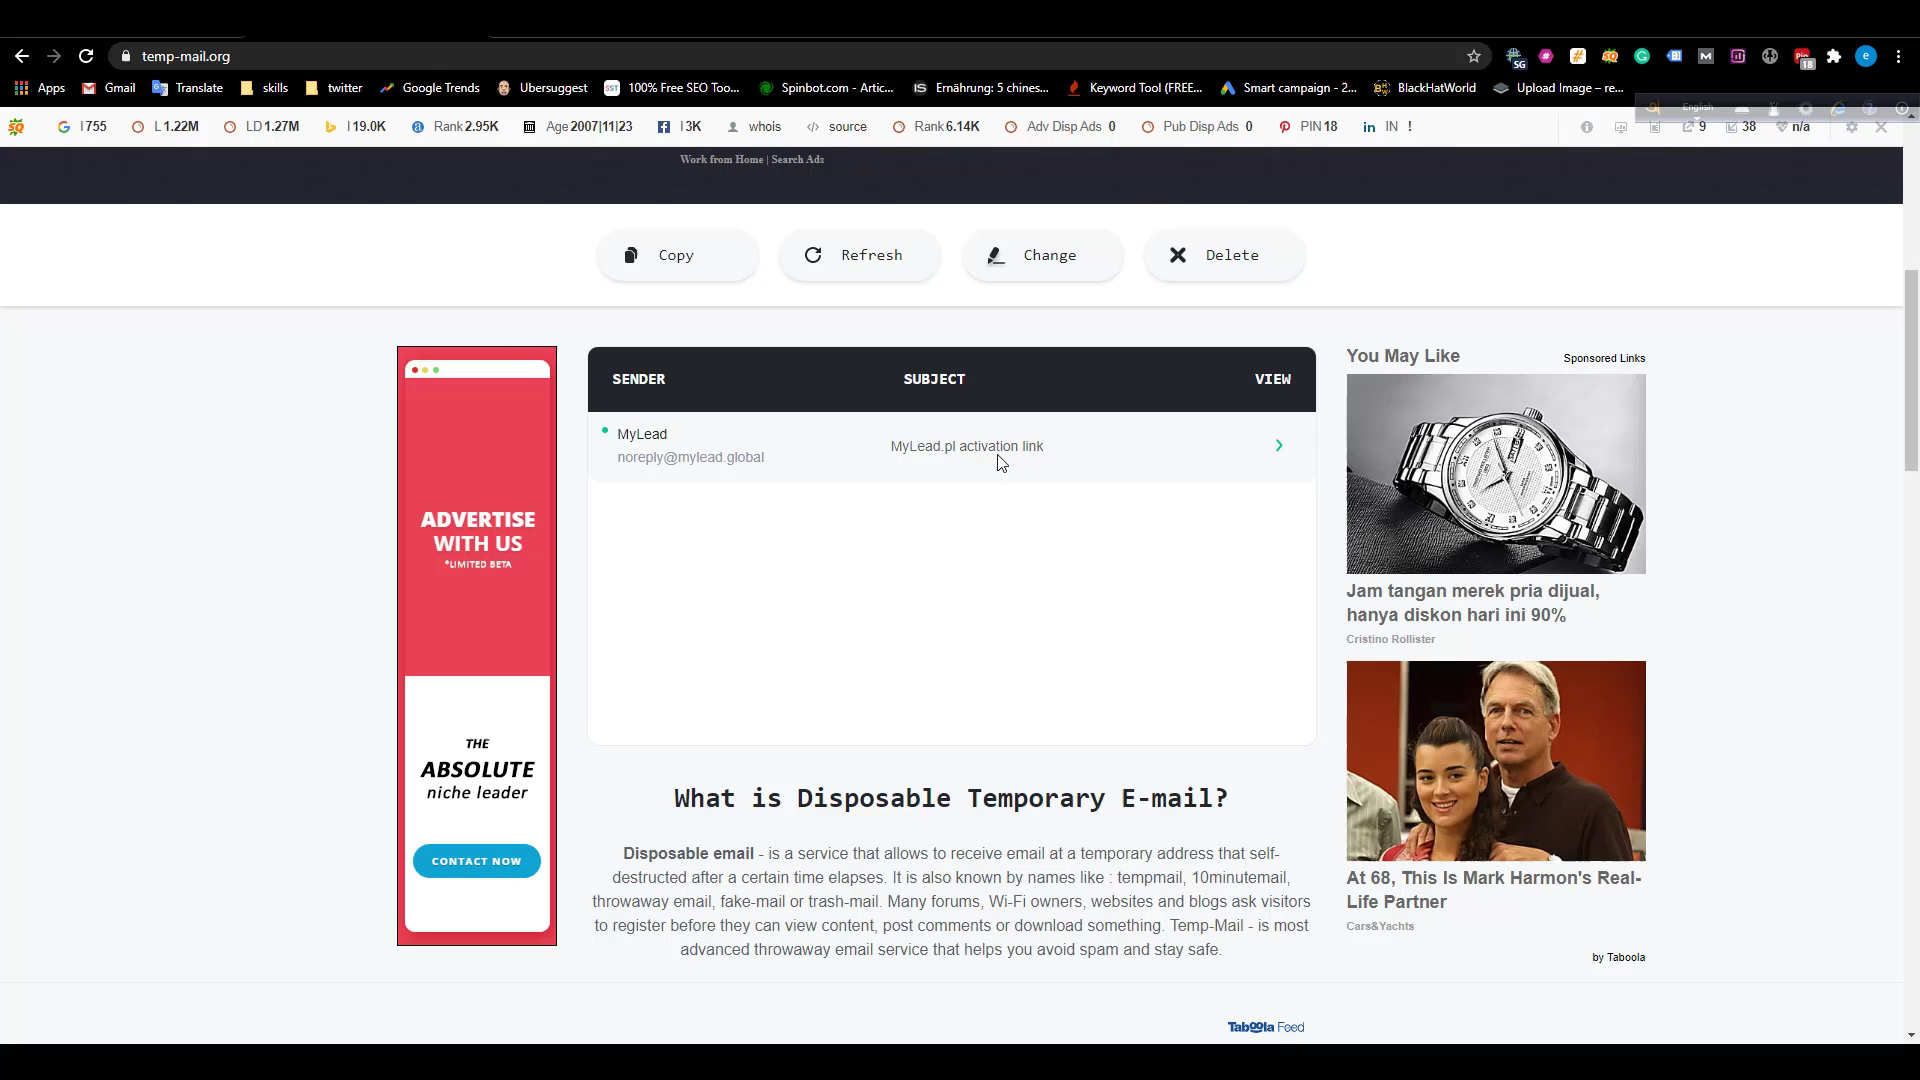 temp-mail.org
SG
18
e
Apps
Gmail
Translate
skills
twitter
Google Trends
Ubersuggest
100% Free SEO Too...
Spinbot.com - Artic...
Ernährung: 5 chines...
Keyword Tool (FREE...
Smart campaign - 2...
BlackHatWorld
Upload Image – re...
English
I 755
L 1.22M
LD 1.27M
I 19.0K
Rank 2.95K
Age 2007|11|23
I 3K
whois
source
Rank 6.14K
Adv Disp Ads 0
Pub Disp Ads 0
PIN 18
IN !
9
38
n/a
Work from Home | Search Ads
Copy
Refresh
Change
Delete
SENDER
SUBJECT
VIEW
MyLead
noreply@mylead.global
MyLead.pl activation link
ADVERTISE
WITH US
*LIMITED BETA
THE
ABSOLUTE
niche leader
CONTACT NOW
You May Like
Sponsored Links
Jam tangan merek pria dijual,
hanya diskon hari ini 90%
Cristino Rollister
At 68, This Is Mark Harmon's Real-
Life Partner
Cars&Yachts
by Taboola
What is Disposable Temporary E-mail?
Disposable email - is a service that allows to receive email at a temporary address that self-
destructed after a certain time elapses. It is also known by names like : tempmail, 10minutemail,
throwaway email, fake-mail or trash-mail. Many forums, Wi-Fi owners, websites and blogs ask visitors
to register before they can view content, post comments or download something. Temp-Mail - is most
advanced throwaway email service that helps you avoid spam and stay safe.
Taboola Feed